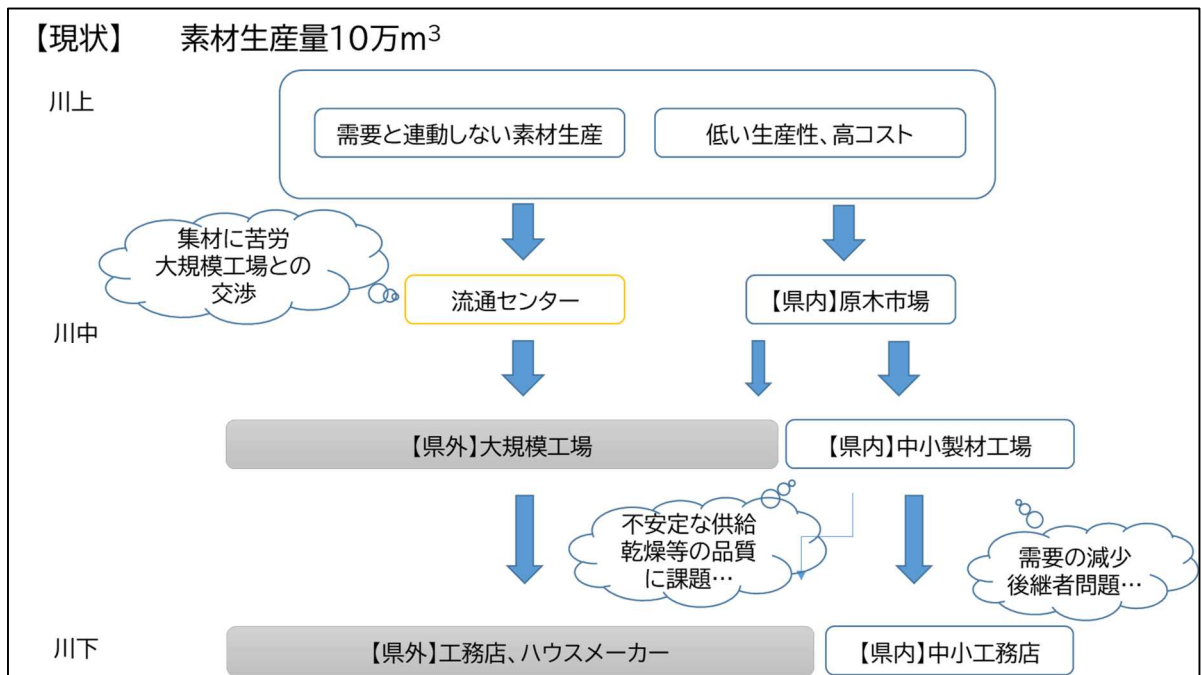 【現状】 素材生産量10万m³
川上
需要と連動しない素材生産
低い生産性、高コスト
集材に苦労
大規模工場との
交渉
流通センター
【県内】原木市場
川中
【県外】大規模工場
【県内】中小製材工場
不安定な供給
乾燥等の品質
に課題…
需要の減少
後継者問題…
川下
【県外】工務店、ハウスメーカー
【県内】中小工務店